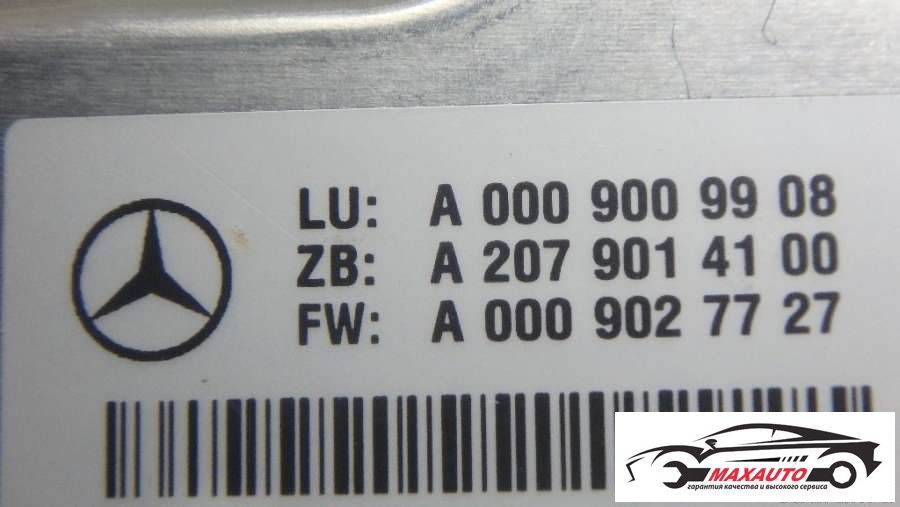 LU: A 000 900 99 08
ZB: A 207 901 41 00
FW: A 000 902 77 27
MAXAUTO
гарантия качества и высокого сервиса